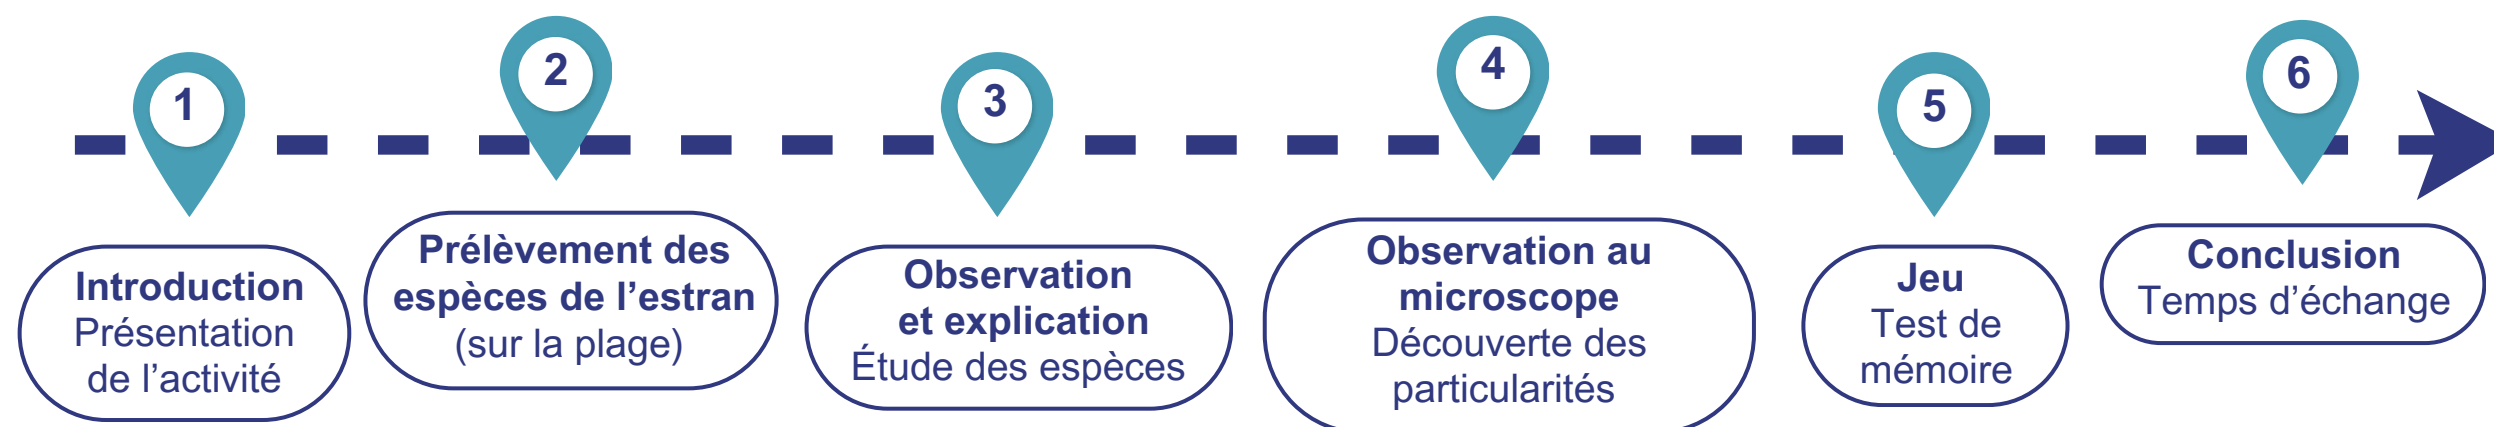 1
Introduction
Présentation
de l’activité
2
Prélèvement des
espèces de l’estran
(sur la plage)
3
Observation
et explication
Étude des espèces
4
Observation au
microscope
Découverte des
particularités
5
Jeu
Test de
mémoire
6
Conclusion
Temps d’échange